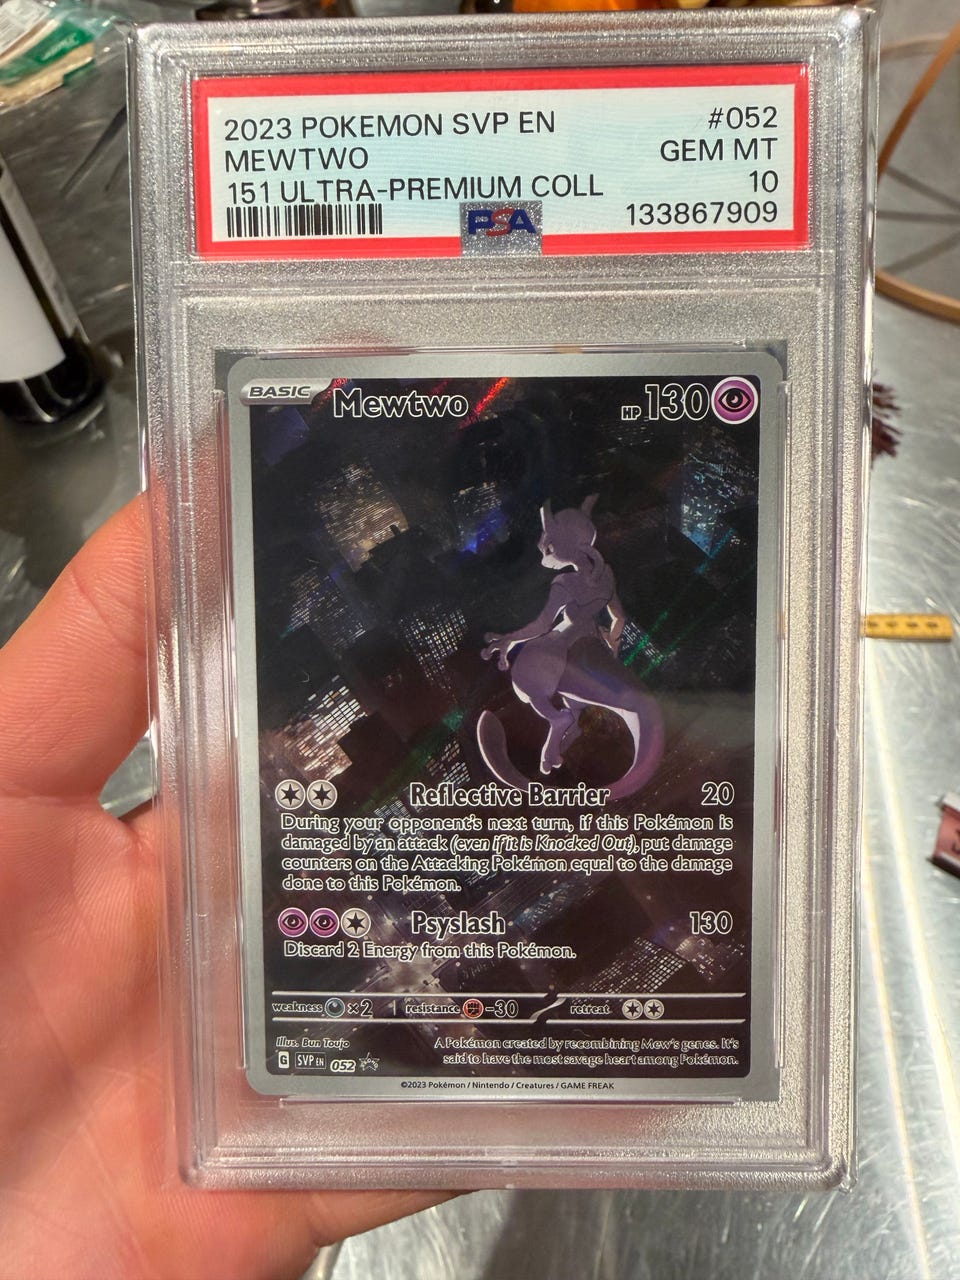 2023 POKEMON SVP EN #052
MEWTWO GEM MT
151 ULTRA-PREMIUM COLL 10
PSA 133867909
BASIC Mewtwo HP 130
Reflective Barrier 20
During your opponent's next turn, if this Pokémon is
damaged by an attack (even if it is Knocked Out), put damage
counters on the Attacking Pokémon equal to the damage
done to this Pokémon.
Psyslash 130
Discard 2 Energy from this Pokémon.
weakness ×2 resistance -30 retreat
Illus. Bun Toujo
A Pokémon created by recombining Mew's genes. It's
said to have the most savage heart among Pokémon.
G SVP EN 052
©2023 Pokémon / Nintendo / Creatures / GAME FREAK